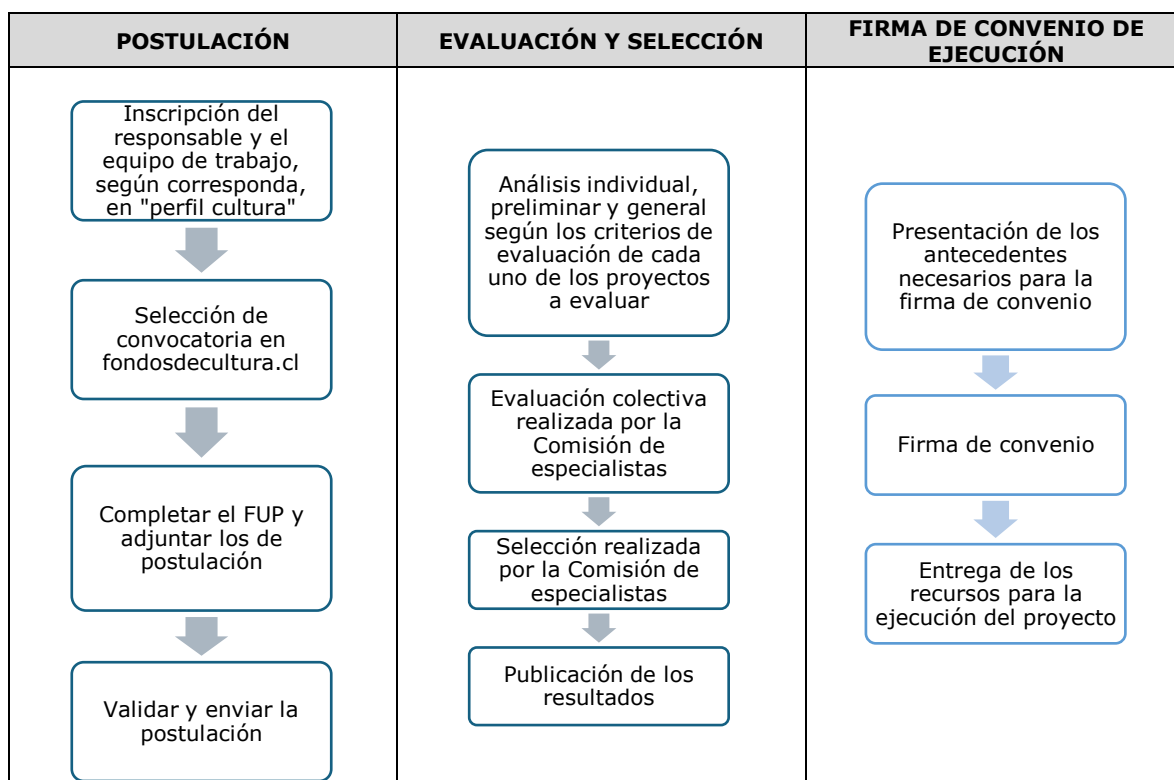 POSTULACIÓN
EVALUACIÓN Y SELECCIÓN
FIRMA DE CONVENIO DE
EJECUCIÓN
Inscripción del
responsable y el
equipo de trabajo,
según corresponda,
en "perfil cultura"
Selección de
convocatoria en
fondosdecultura.cl
Completar el FUP y
adjuntar los de
postulación
Validar y enviar la
postulación
Análisis individual,
preliminar y general
según los criterios de
evaluación de cada
uno de los proyectos
a evaluar
Evaluación colectiva
realizada por la
Comisión de
especialistas
Selección realizada
por la Comisión de
especialistas
Publicación de los
resultados
Presentación de los
antecedentes
necesarios para la
firma de convenio
Firma de convenio
Entrega de los
recursos para la
ejecución del proyecto